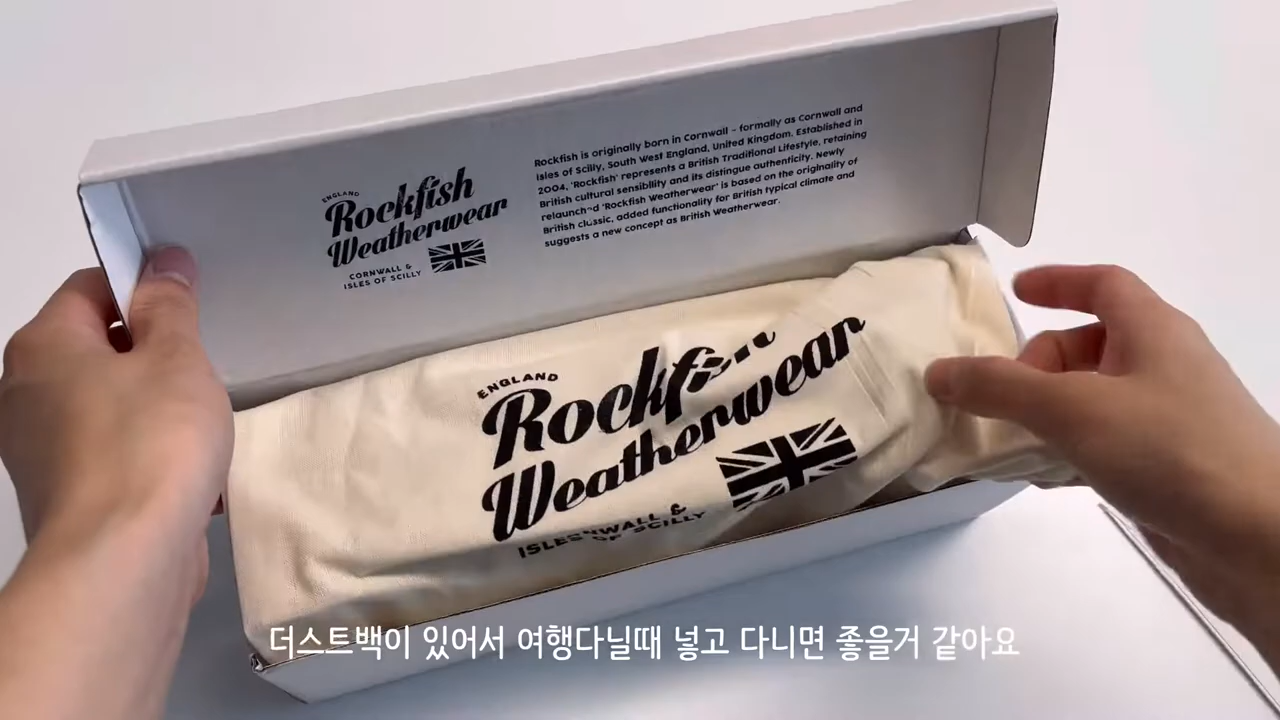 ENGLAND
Rockfish
Weatherwear
CORNWALL &
ISLES OF SCILLY
Rockfish is originally born in Cornwall - formally as Cornwall and
Isles of Scilly, South West England, United Kingdom. Established in
2004, 'Rockfish' represents a British Traditional Lifestyle, retaining
British cultural sensibility and its distingue authenticity. Newly
relaunched 'Rockfish Weatherwear' is based on the originality of
British classic, added functionality for British typical climate and
suggests a new concept as British Weatherwear.
ENGLAND
Rockfish
Weatherwear
ISLES OF SCILLY
더스트백이 있어서 여행다닐때 넣고 다니면 좋을거 같아요